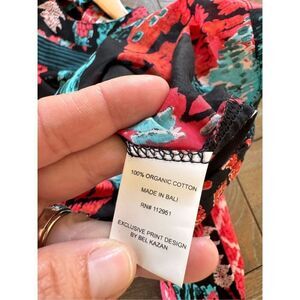 100% ORGANIC COTTON
MADE IN BALI
RN# 112951
EXCLUSIVE PRINT DESIGN
BY BEL KAZAN